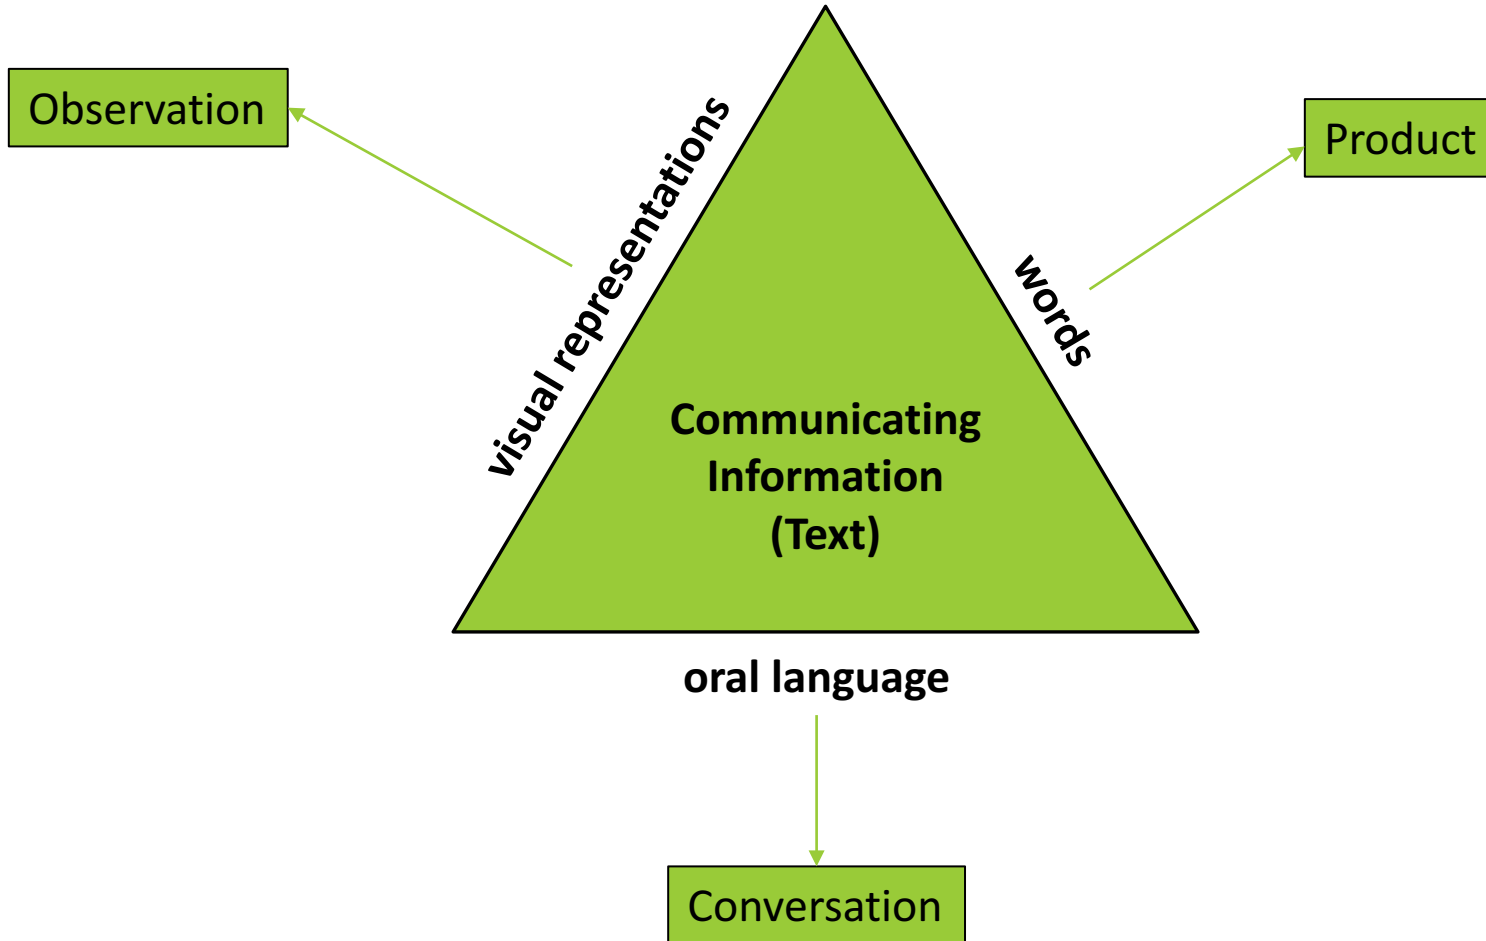 Observation
Product
visual representations
words
Communicating
Information
(Text)
oral language
Conversation